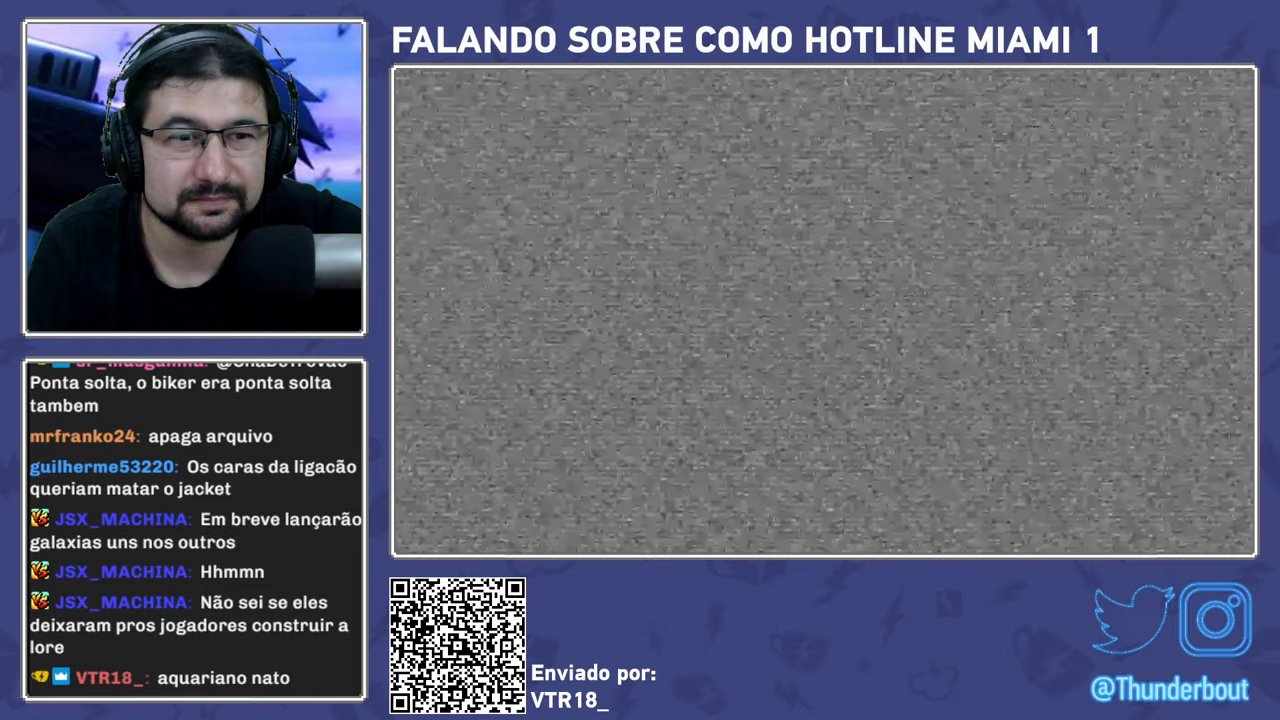 FALANDO SOBRE COMO HOTLINE MIAMI 1
Ponta solta, o biker era ponta solta
tambem
mrfranko24: apaga arquivo
guilherme53220: Os caras da ligacão
queriam matar o jacket
JSX_MACHINA: Em breve lançarão
galaxias uns nos outros
JSX_MACHINA: Hhmmn
JSX_MACHINA: Não sei se eles
deixaram pros jogadores construir a
lore
VTR18_: aquariano nato
Enviado por:
VTR18_
@Thunderbout